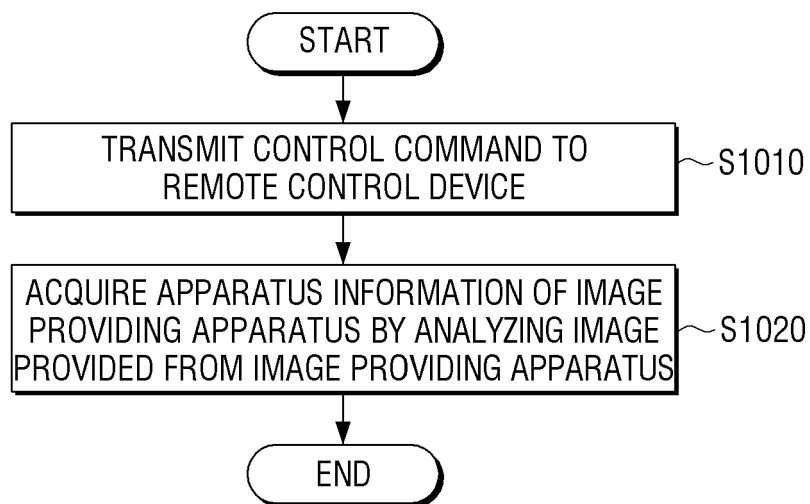 START
TRANSMIT CONTROL COMMAND TO
REMOTE CONTROL DEVICE
S1010
ACQUIRE APPARATUS INFORMATION OF IMAGE
PROVIDING APPARATUS BY ANALYZING IMAGE
PROVIDED FROM IMAGE PROVIDING APPARATUS
S1020
END